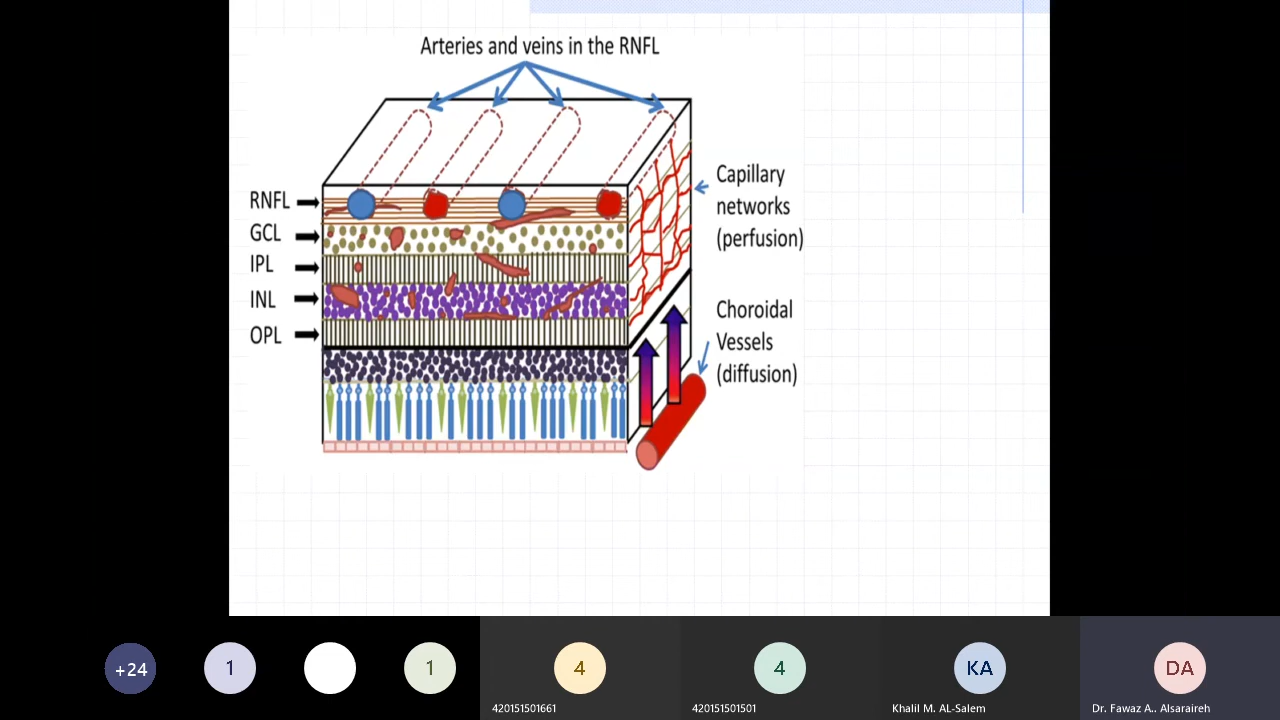 Arteries and veins in the RNFL
RNFL
GCL
IPL
INL
OPL
Capillary
networks
(perfusion)
Choroidal
Vessels
(diffusion)
+24
1
1
4
4
KA
DA
420151501661
420151501501
Khalil M. AL-Salem
Dr. Fawaz A.. Alsaraireh